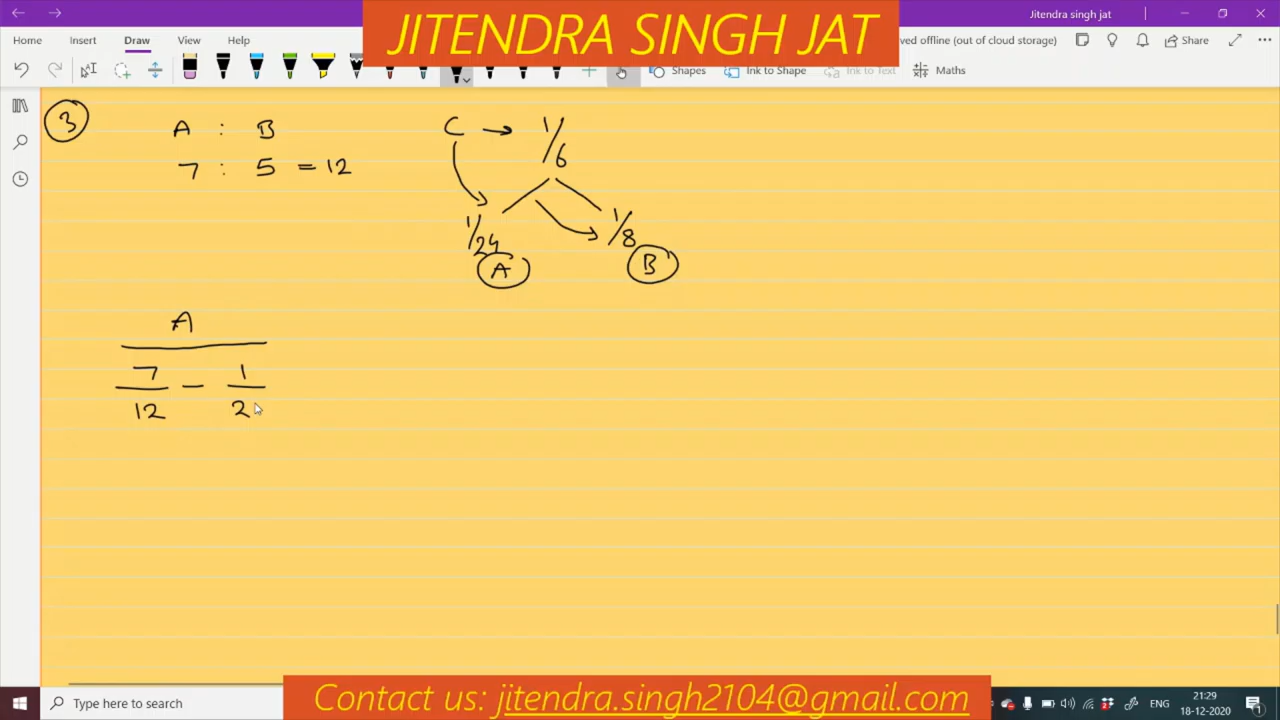 Jitendra singh jat
JITENDRA SINGH JAT
Home Insert Draw View Help
ved offline (out of cloud storage)
Share
Shapes
Ink to Shape
Ink to Text
Maths
3
A : B
7 : 5 = 12
C → 1/6
1/24
A
1/8
B
A
7/12 - 1/2
Contact us: jitendra.singh2104@gmail.com
Type here to search
ENG
21:29
18-12-2020
1